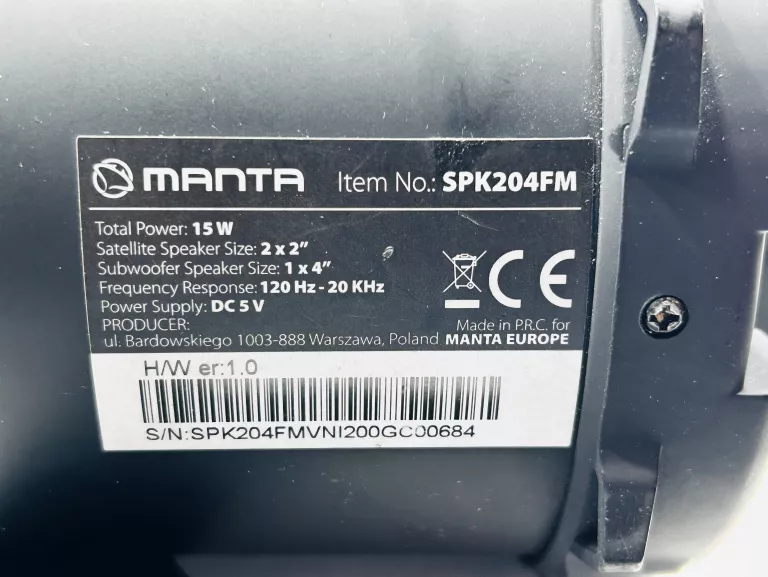 MANTA Item No.: SPK204FM
Total Power: 15 W
Satellite Speaker Size: 2 x 2”
Subwoofer Speaker Size: 1 x 4”
Frequency Response: 120 Hz - 20 KHz
Power Supply: DC 5 V
PRODUCER:
ul. Bardowskiego 1003-888 Warszawa, Poland
CE
Made in P.R.C. for
MANTA EUROPE
H/W er:1.0
S/N:SPK204FMVNI200GC00684